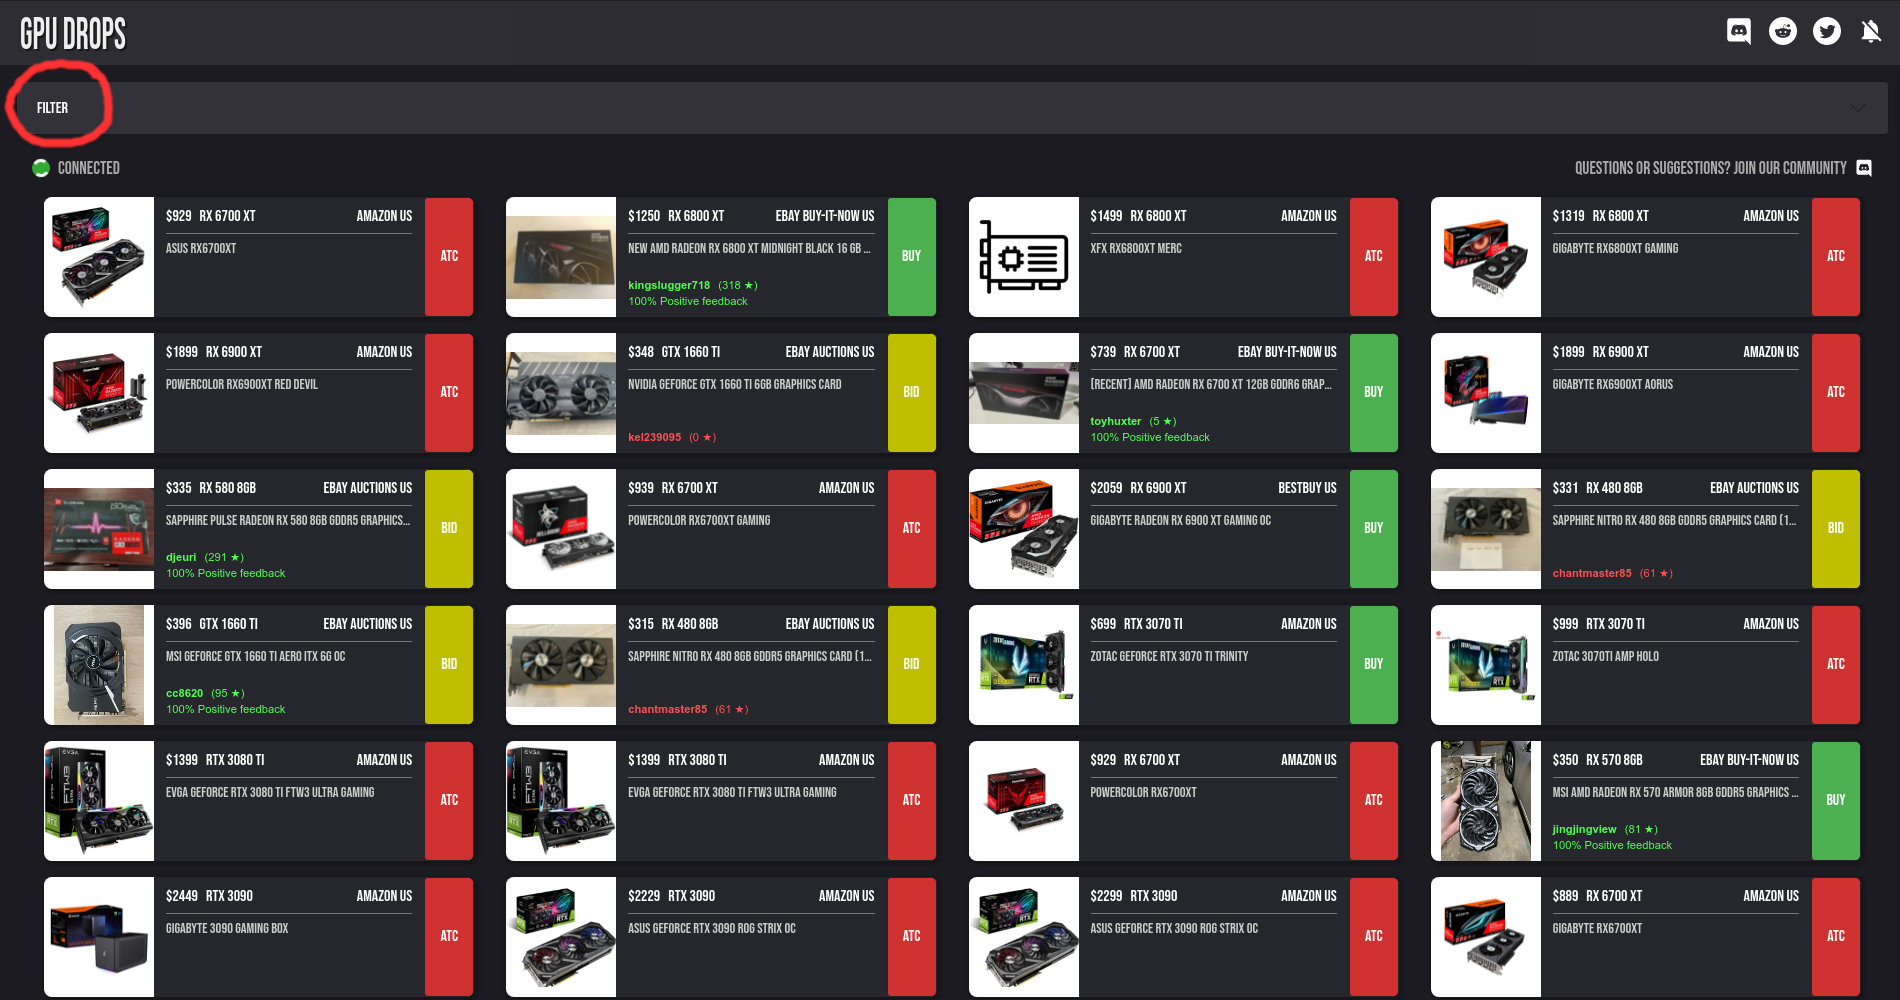 GPU DROPS
FILTER
CONNECTED
QUESTIONS OR SUGGESTIONS? JOIN OUR COMMUNITY
$929 RX 6700 XT AMAZON US
ASUS RX6700XT
ATC
$1250 RX 6800 XT EBAY BUY-IT-NOW US
NEW AMD RADEON RX 6800 XT MIDNIGHT BLACK 16 GB ...
kingslugger718 (318 ★)
100% Positive feedback
BUY
$1499 RX 6800 XT AMAZON US
XFX RX6800XT MERC
ATC
$1319 RX 6800 XT AMAZON US
GIGABYTE RX6800XT GAMING
ATC
$1899 RX 6900 XT AMAZON US
POWERCOLOR RX6900XT RED DEVIL
ATC
$348 GTX 1660 TI EBAY AUCTIONS US
NVIDIA GEFORCE GTX 1660 TI 6GB GRAPHICS CARD
kel239095 (0 ★)
BID
$739 RX 6700 XT EBAY BUY-IT-NOW US
[RECENT] AMD RADEON RX 6700 XT 12GB GDDR6 GRAP...
toyhuxter (5 ★)
100% Positive feedback
BUY
$1899 RX 6900 XT AMAZON US
GIGABYTE RX6900XT AORUS
ATC
$335 RX 580 8GB EBAY AUCTIONS US
SAPPHIRE PULSE RADEON RX 580 8GB GDDR5 GRAPHICS...
djeuri (291 ★)
100% Positive feedback
BID
$939 RX 6700 XT AMAZON US
POWERCOLOR RX6700XT GAMING
ATC
$2059 RX 6900 XT BESTBUY US
GIGABYTE RADEON RX 6900 XT GAMING OC
BUY
$331 RX 480 8GB EBAY AUCTIONS US
SAPPHIRE NITRO RX 480 8GB GDDR5 GRAPHICS CARD (1...
chantmaster85 (61 ★)
BID
$396 GTX 1660 TI EBAY AUCTIONS US
MSI GEFORCE GTX 1660 TI AERO ITX 6G OC
cc8620 (95 ★)
100% Positive feedback
BID
$315 RX 480 8GB EBAY AUCTIONS US
SAPPHIRE NITRO RX 480 8GB GDDR5 GRAPHICS CARD (1...
chantmaster85 (61 ★)
BID
$699 RTX 3070 TI AMAZON US
ZOTAC GEFORCE RTX 3070 TI TRINITY
BUY
$999 RTX 3070 TI AMAZON US
ZOTAC 3070TI AMP HOLO
ATC
$1399 RTX 3080 TI AMAZON US
EVGA GEFORCE RTX 3080 TI FTW3 ULTRA GAMING
ATC
$1399 RTX 3080 TI AMAZON US
EVGA GEFORCE RTX 3080 TI FTW3 ULTRA GAMING
ATC
$929 RX 6700 XT AMAZON US
POWERCOLOR RX6700XT
ATC
$350 RX 570 8GB EBAY BUY-IT-NOW US
MSI AMD RADEON RX 570 ARMOR 8GB GDDR5 GRAPHICS ...
jingjingview (81 ★)
100% Positive feedback
BUY
$2449 RTX 3090 AMAZON US
GIGABYTE 3090 GAMING BOX
ATC
$2229 RTX 3090 AMAZON US
ASUS GEFORCE RTX 3090 ROG STRIX OC
ATC
$2299 RTX 3090 AMAZON US
ASUS GEFORCE RTX 3090 ROG STRIX OC
ATC
$889 RX 6700 XT AMAZON US
GIGABYTE RX6700XT
ATC